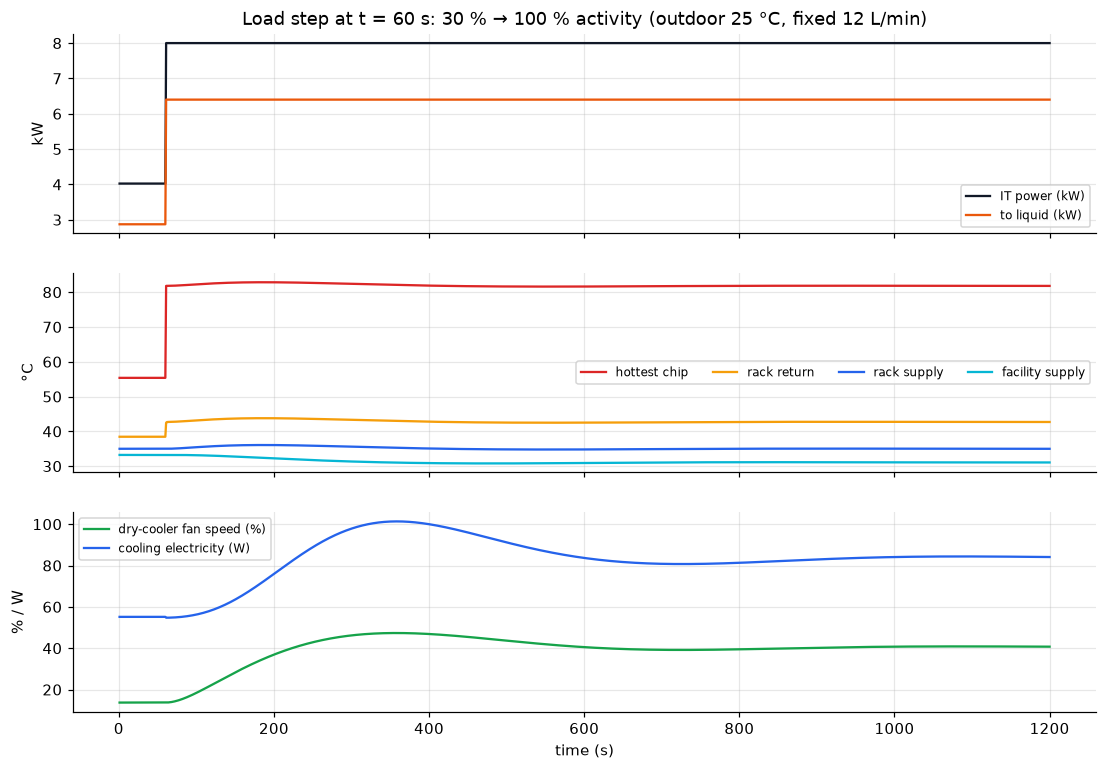 Load step at t = 60 s: 30 % → 100 % activity (outdoor 25 °C, fixed 12 L/min)
8
7
6
5
4
3
kW
IT power (kW)
to liquid (kW)
80
70
60
50
40
30
°C
hottest chip rack return rack supply facility supply
100
80
60
40
20
% / W
dry-cooler fan speed (%)
cooling electricity (W)
0 200 400 600 800 1000 1200
time (s)